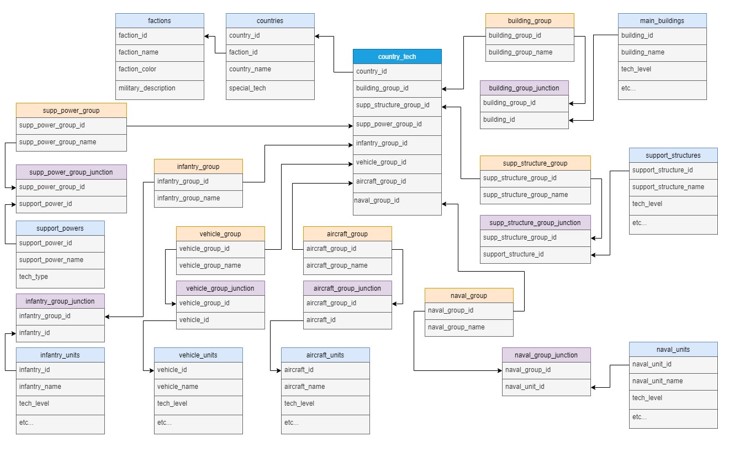 factions
faction_id
faction_name
faction_color
military_description
countries
country_id
faction_id
country_name
special_tech
country_tech
country_id
building_group_id
supp_structure_group_id
supp_power_group_id
infantry_group_id
vehicle_group_id
aircraft_group_id
naval_group_id
building_group
building_group_id
building_group_name
main_buildings
building_id
building_name
tech_level
etc...
building_group_junction
building_group_id
building_id
supp_power_group
supp_power_group_id
supp_power_group_name
supp_power_group_junction
supp_power_group_id
support_power_id
support_powers
support_power_id
support_power_name
tech_type
infantry_group
infantry_group_id
infantry_group_name
supp_structure_group
supp_structure_group_id
supp_structure_group_name
support_structures
support_structure_id
support_structure_name
tech_level
etc...
supp_structure_group_junction
supp_structure_group_id
support_structure_id
vehicle_group
vehicle_group_id
vehicle_group_name
aircraft_group
aircraft_group_id
aircraft_group_name
infantry_group_junction
infantry_group_id
infantry_id
vehicle_group_junction
vehicle_group_id
vehicle_id
aircraft_group_junction
aircraft_group_id
aircraft_id
naval_group
naval_group_id
naval_group_name
infantry_units
infantry_id
infantry_name
tech_level
etc...
vehicle_units
vehicle_id
vehicle_name
tech_level
etc...
aircraft_units
aircraft_id
aircraft_name
tech_level
etc...
naval_group_junction
naval_group_id
naval_unit_id
naval_units
naval_unit_id
naval_unit_name
tech_level
etc...